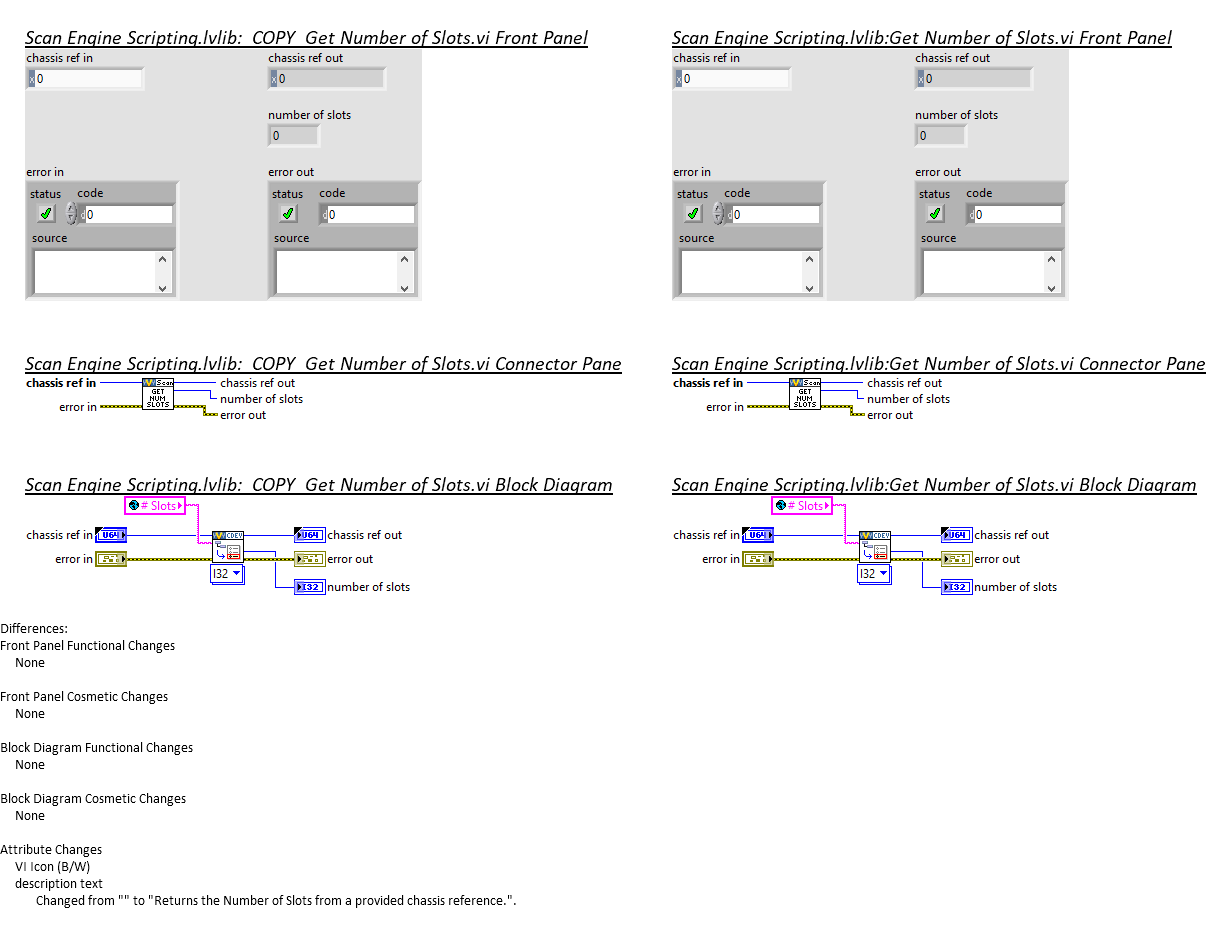 Scan Engine Scripting.lvlib:  COPY  Get Number of Slots.vi Front Panel
chassis ref in
chassis ref out
x 0
x 0
number of slots
0
error in
error out
status
code
status
code
d 0
d 0
source
source
Scan Engine Scripting.lvlib:Get Number of Slots.vi Front Panel
chassis ref in
chassis ref out
x 0
x 0
number of slots
0
error in
error out
status
code
status
code
d 0
d 0
source
source
Scan Engine Scripting.lvlib:  COPY  Get Number of Slots.vi Connector Pane
chassis ref in
Scan
GET
NUM
SLOTS
chassis ref out
number of slots
error in
error out
Scan Engine Scripting.lvlib:Get Number of Slots.vi Connector Pane
chassis ref in
Scan
GET
NUM
SLOTS
chassis ref out
number of slots
error in
error out
Scan Engine Scripting.lvlib:  COPY  Get Number of Slots.vi Block Diagram
# Slots
chassis ref in
U64
CDEV
U64
chassis ref out
error in
error out
I32
I32
number of slots
Scan Engine Scripting.lvlib:Get Number of Slots.vi Block Diagram
# Slots
chassis ref in
U64
CDEV
U64
chassis ref out
error in
error out
I32
I32
number of slots
Differences:
Front Panel Functional Changes
None
Front Panel Cosmetic Changes
None
Block Diagram Functional Changes
None
Block Diagram Cosmetic Changes
None
Attribute Changes
VI Icon (B/W)
description text
Changed from "" to "Returns the Number of Slots from a provided chassis reference.".